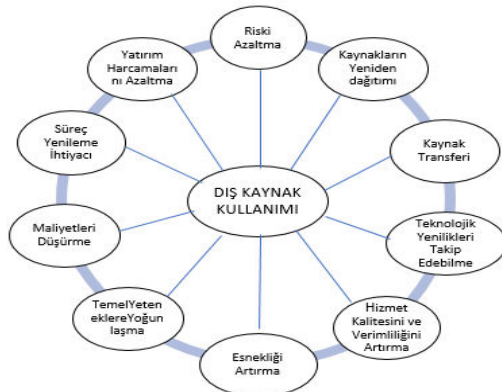 Riski
Azaltma
Kaynakların
Yeniden
dağıtımı
Kaynak
Transferi
Teknolojik
Yenilikleri
Takip
Edebilme
Hizmet
Kalitesini ve
Verimliliğini
Artırma
Esnekliği
Artırma
TemelYeten
eklereYoğun
laşma
Maliyetleri
Düşürme
Süreç
Yenileme
İhtiyacı
Yatırım
Harcamaları
nı Azaltma
DIŞ KAYNAK
KULLANIMI